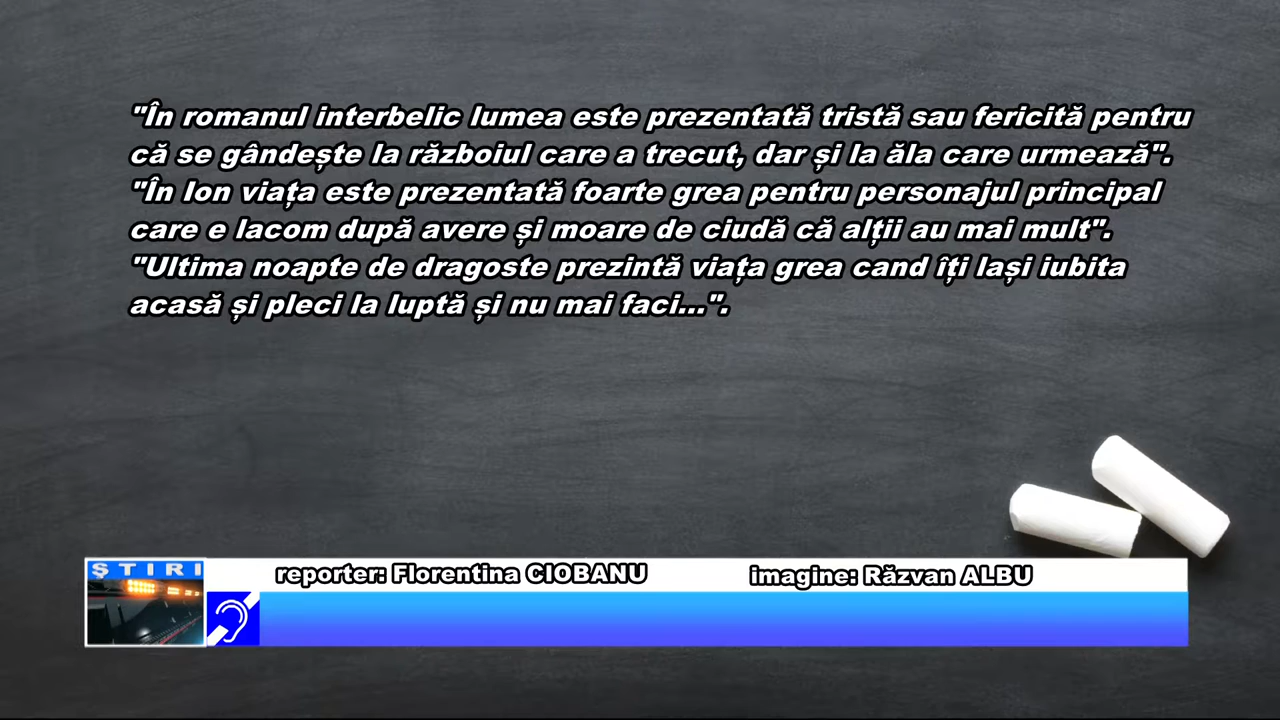 "În romanul interbelic lumea este prezentată tristă sau fericită pentru
că se gândește la războiul care a trecut, dar și la ăla care urmează".
"În Ion viața este prezentată foarte grea pentru personajul principal
care e lacom după avere și moare de ciudă că alții au mai mult".
"Ultima noapte de dragoste prezintă viața grea cand îți lași iubita
acasă și pleci la luptă și nu mai faci...".
ŞTIRI
reporter: Florentina CIOBANU
imagine: Răzvan ALBU